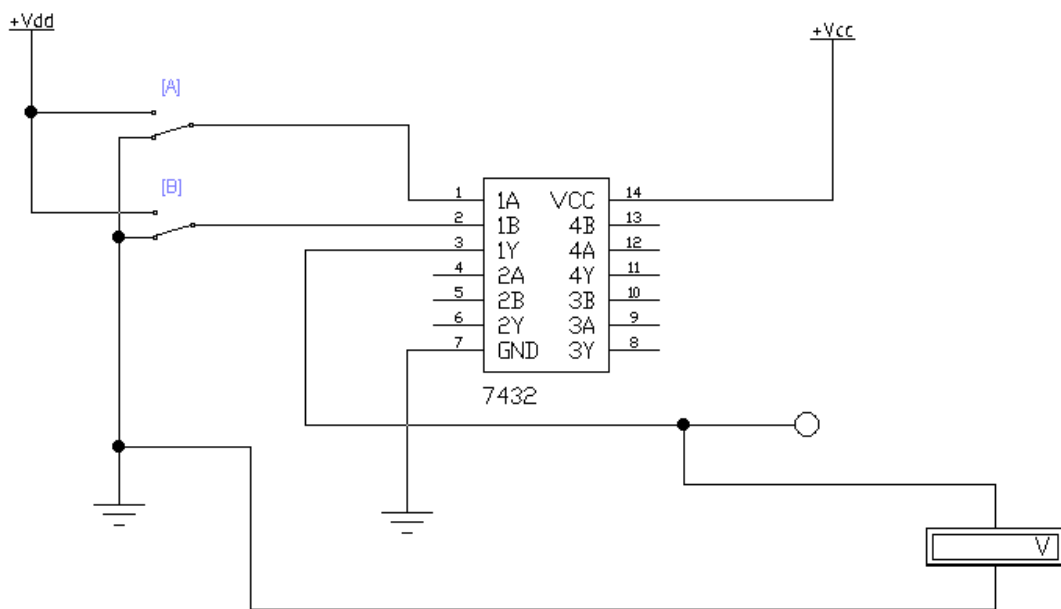 +Vdd
+Vcc
[A]
[B]
1 1A VCC 14
2 1B 4B 13
3 1Y 4A 12
4 2A 4Y 11
5 2B 3B 10
6 2Y 3A 9
7 GND 3Y 8
7432
V